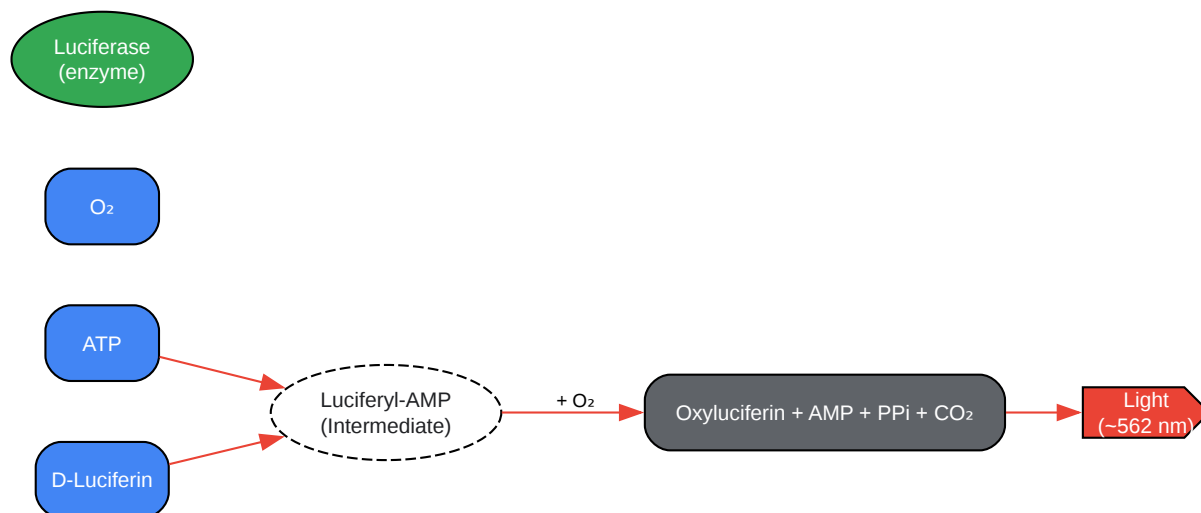 Luciferase
(enzyme)
O₂
ATP
D-Luciferin
Luciferyl-AMP
(Intermediate)
+ O₂
Oxyluciferin + AMP + PPi + CO₂
Light
(~562 nm)